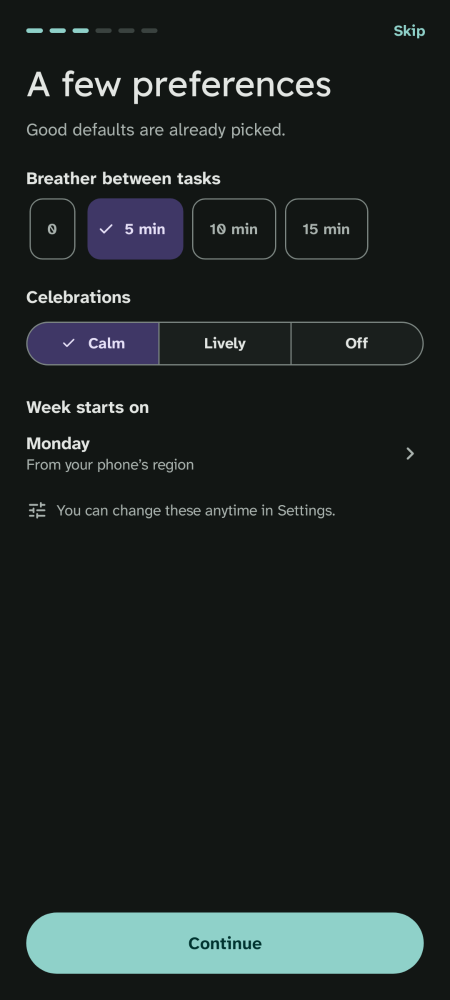 Skip
A few preferences
Good defaults are already picked.
Breather between tasks
0 5 min 10 min 15 min
Celebrations
Calm Lively Off
Week starts on
Monday
From your phone’s region
You can change these anytime in Settings.
Continue